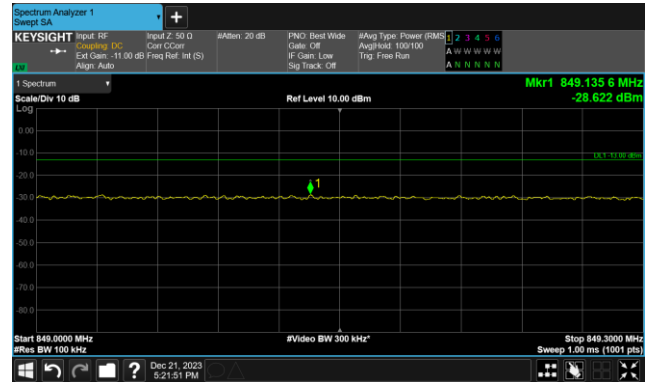 Spectrum Analyzer 1
Swept SA
KEYSIGHT
Input: RF
Coupling: DC
Ext Gain: -11.00 dB
Align: Auto
Input Z: 50 Ω
Corr CCorr
Freq Ref: Int (S)
#Atten: 20 dB
PNO: Best Wide
Gate: Off
IF Gain: Low
Sig Track: Off
#Avg Type: Power (RMS
Avg|Hold: 100/100
Trig: Free Run
1 2 3 4 5 6
A W W W W W
A N N N N N
1 Spectrum
Scale/Div 10 dB
Ref Level 10.00 dBm
Mkr1 849.135 6 MHz
-28.622 dBm
Log
0.00
-10.0
DL1 -13.00 dBm
-20.0
1
-30.0
-40.0
-50.0
-60.0
-70.0
-80.0
Start 849.0000 MHz
#Video BW 300 kHz*
Stop 849.3000 MHz
#Res BW 100 kHz
Sweep 1.00 ms (1001 pts)
Dec 21, 2023
5:21:51 PM